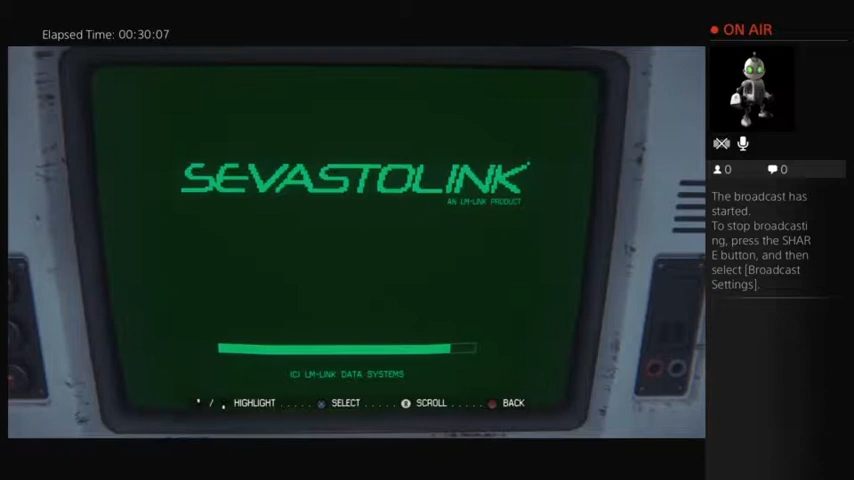 Elapsed Time: 00:30:07
ON AIR
SEVASTOLINK
AN LM-LINK PRODUCT
0 0
The broadcast has
started.
To stop broadcasti
ng, press the SHAR
E button, and then
select [Broadcast
Settings].
(C) LM-LINK DATA SYSTEMS
' / , HIGHLIGHT ..... SELECT ..... SCROLL ..... BACK